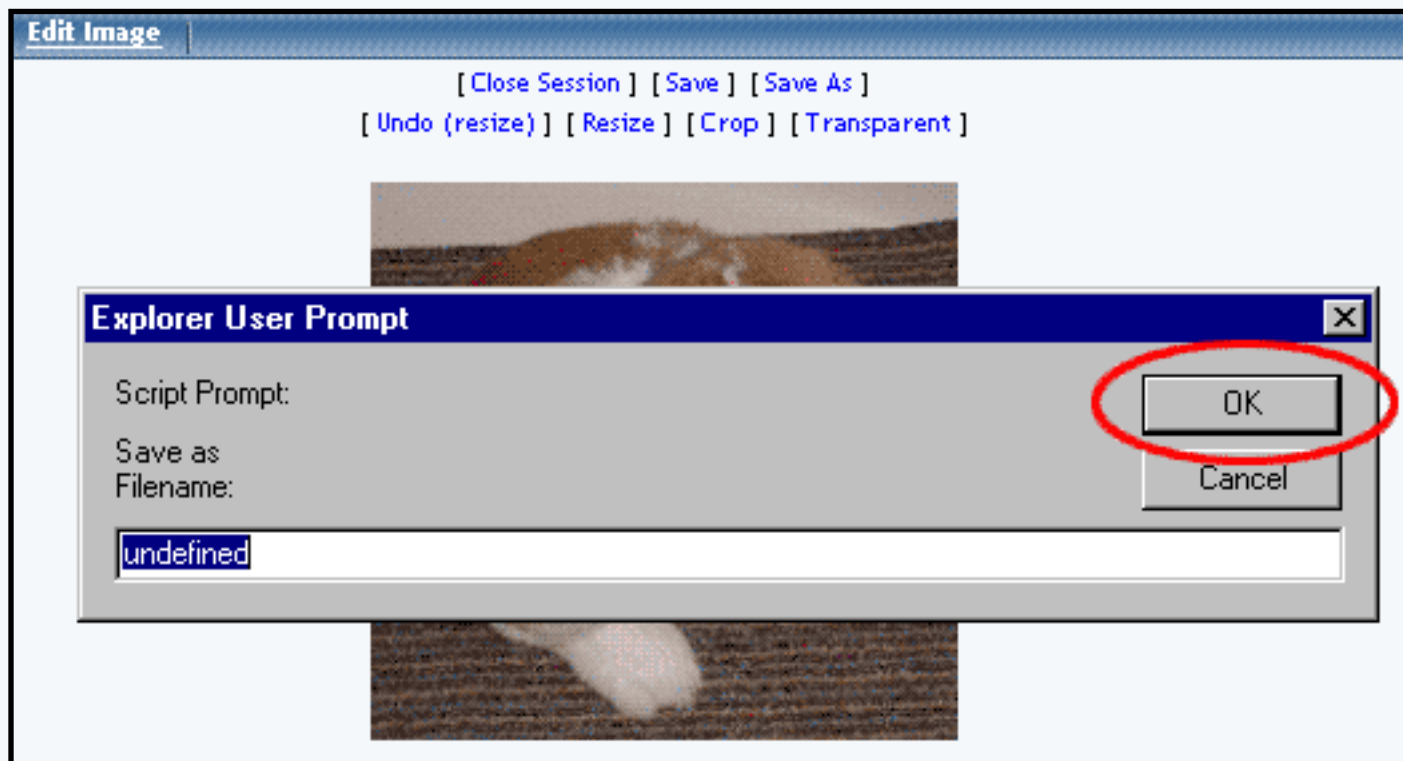 Edit Image
[ Close Session ] [ Save ] [ Save As ]
[ Undo (resize) ] [ Resize ] [ Crop ] [ Transparent ]
Explorer User Prompt
Script Prompt:
OK
Save as
Filename:
Cancel
undefined